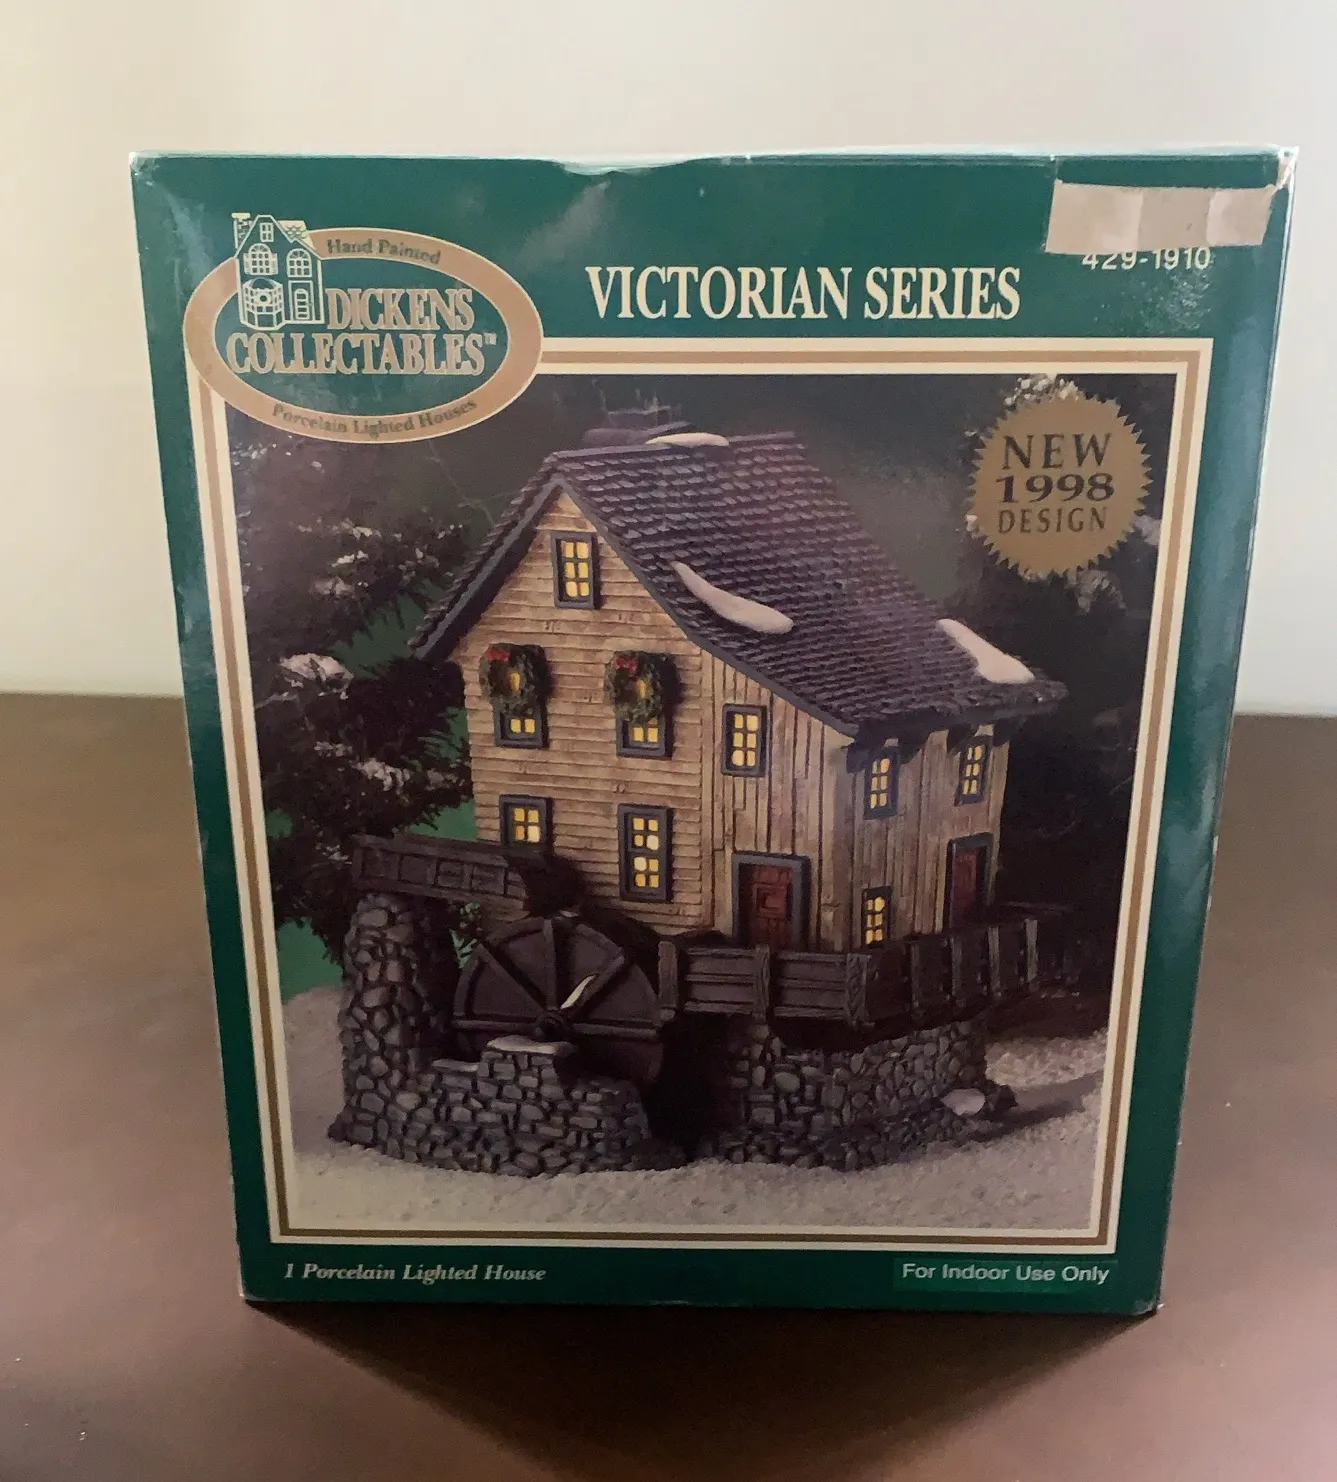 Hand Painted
DICKENS
COLLECTABLES™
Porcelain Lighted Houses
VICTORIAN SERIES
429-1910
NEW
1998
DESIGN
1 Porcelain Lighted House
For Indoor Use Only